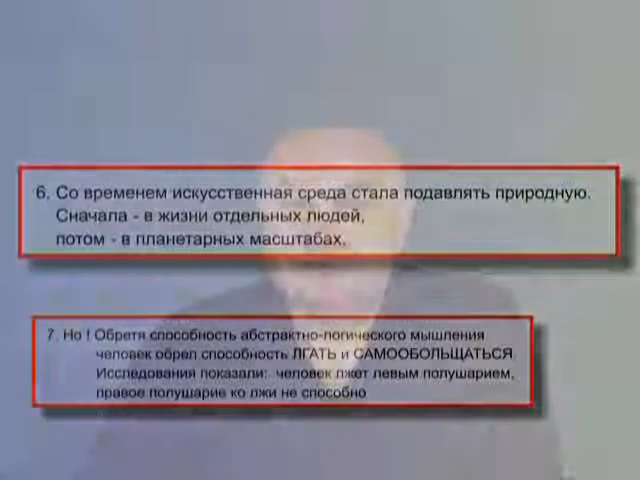 6. Со временем искусственная среда стала подавлять природную.
Сначала - в жизни отдельных людей,
потом - в планетарных масштабах.
7. Но ! Обретя способность абстрактно-логического мышления
человек обрел способность ЛГАТЬ и САМООБОЛЬЩАТЬСЯ
Исследования показали: человек лжет левым полушарием,
правое полушарие ко лжи не способно